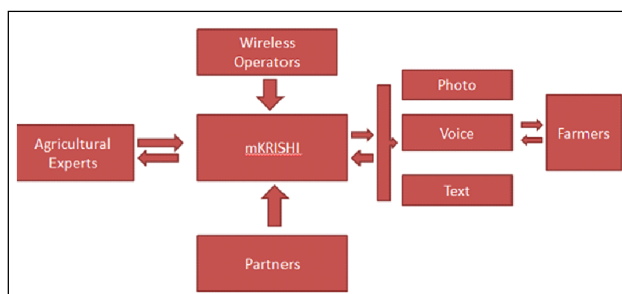 Wireless
Operators
Photo
Agricultural
Experts
mKRISHI
Voice
Farmers
Text
Partners